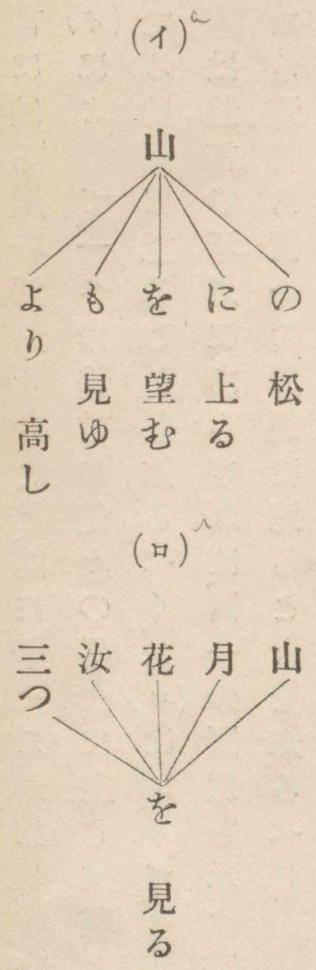 (イ)
山
の 松
に 上る
を 望む
も 見ゆ
より 高し
(ロ)
山
月
花
汝
三つ
を 見る